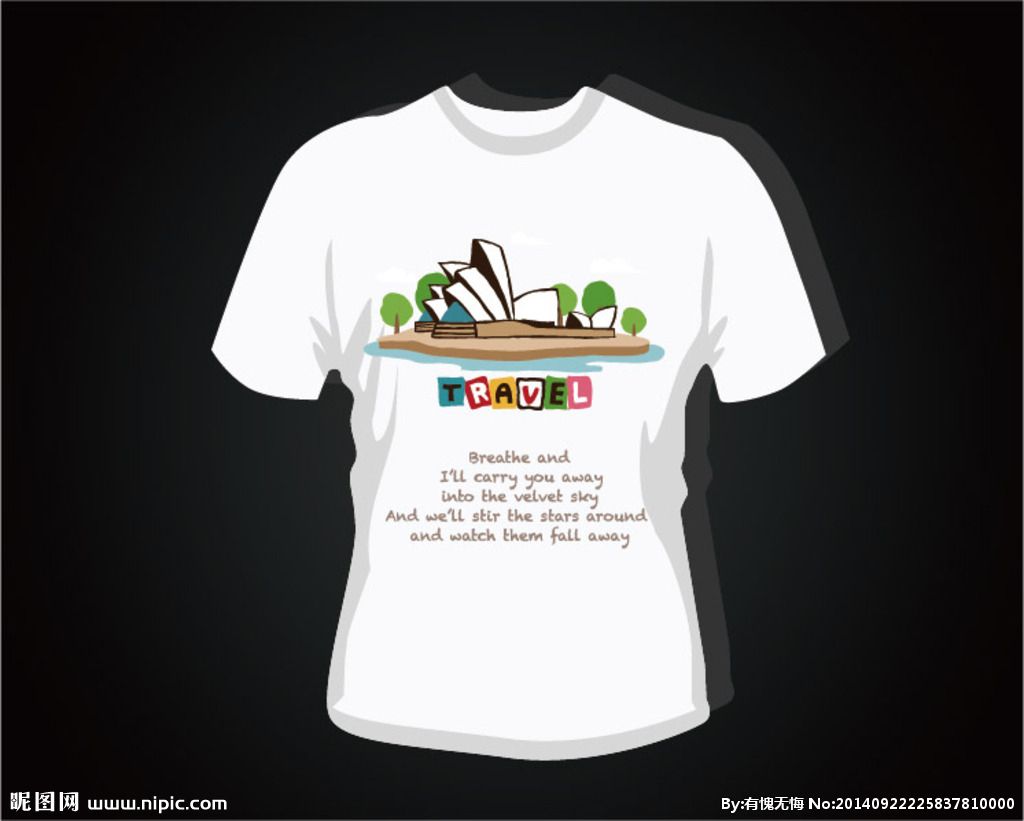 TRAVEL
Breathe and
I'll carry you away
into the velvet sky
And we'll stir the stars around
and watch them fall away
昵图网 www.nipic.com
By:有愧无悔 No:20140922225837810000